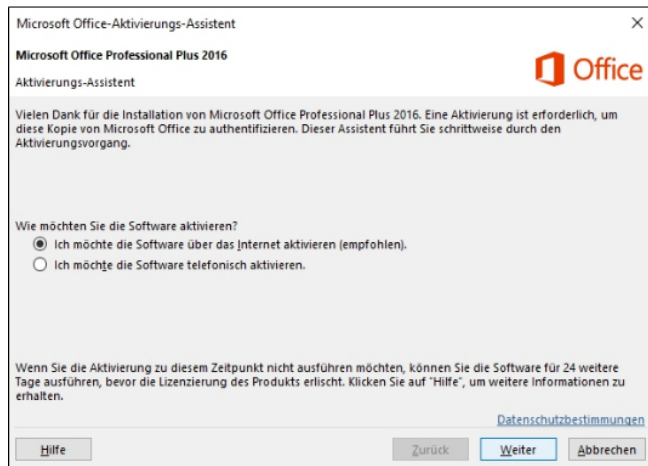 Microsoft Office-Aktivierungs-Assistent
Microsoft Office Professional Plus 2016
Office
Aktivierungs-Assistent
Vielen Dank für die Installation von Microsoft Office Professional Plus 2016. Eine Aktivierung ist erforderlich, um
diese Kopie von Microsoft Office zu authentifizieren. Dieser Assistent führt Sie schrittweise durch den
Aktivierungsvorgang.
Wie möchten Sie die Software aktivieren?
Ich möchte die Software über das Internet aktivieren (empfohlen).
Ich möchte die Software telefonisch aktivieren.
Wenn Sie die Aktivierung zu diesem Zeitpunkt nicht ausführen möchten, können Sie die Software für 24 weitere
Tage ausführen, bevor die Lizenzierung des Produkts erlischt. Klicken Sie auf "Hilfe", um weitere Informationen zu
erhalten.
Datenschutzbestimmungen
Hilfe Zurück Weiter Abbrechen